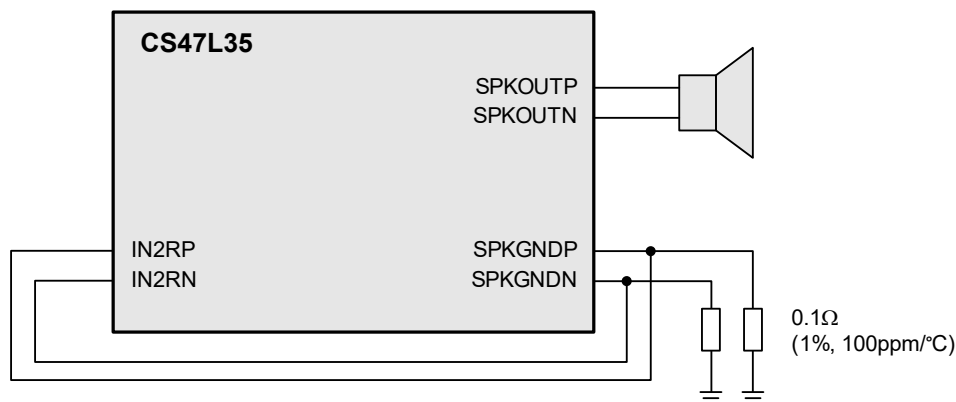 CS47L35
SPKOUTP
SPKOUTN
IN2RP
IN2RN
SPKGNDP
SPKGNDN
0.1Ω
(1%, 100ppm/°C)